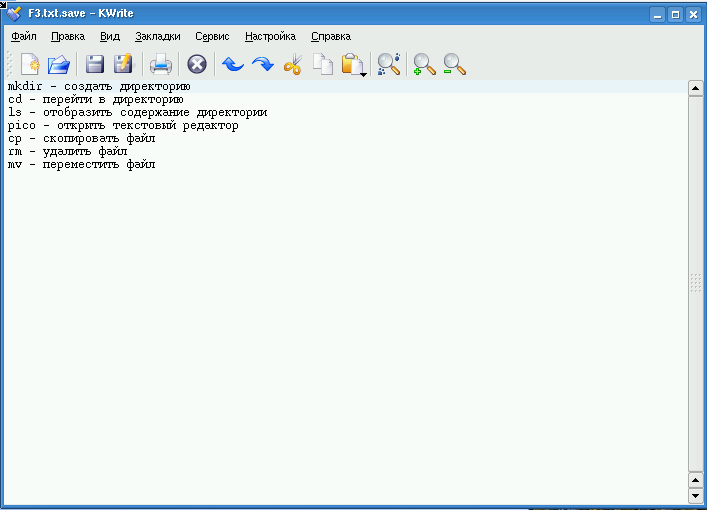 F3.txt.save – KWrite
Файл Правка Вид Закладки Сервис Настройка Справка
mkdir - создать директорию
cd - перейти в директорию
ls - отобразить содержание директории
pico - открыть текстовый редактор
cp - скопировать файл
rm - удалить файл
mv - переместить файл